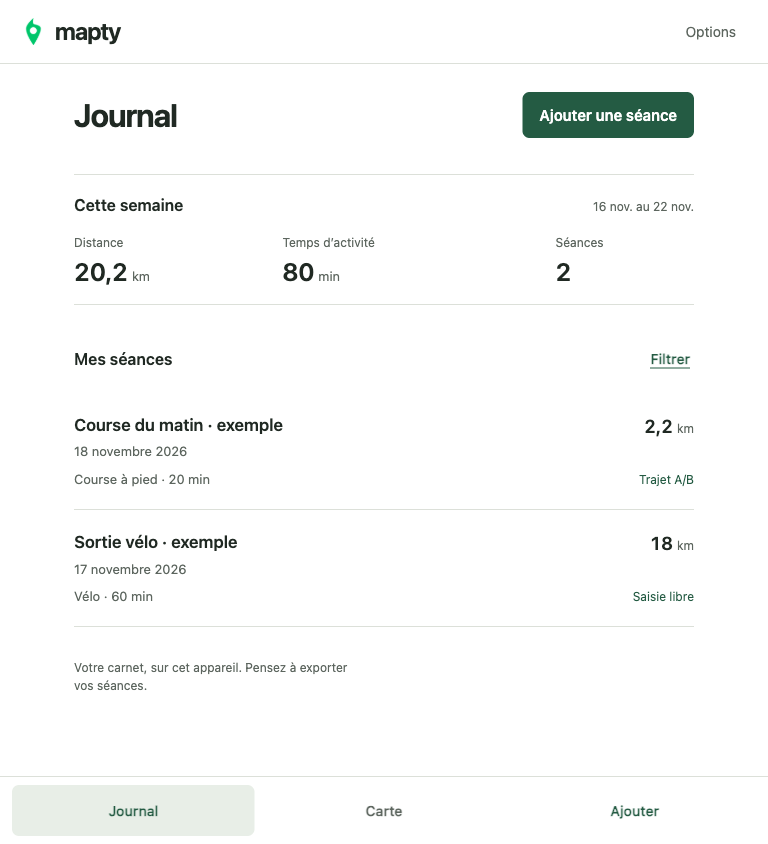 mapty
Options
Journal
Ajouter une séance
Cette semaine
16 nov. au 22 nov.
Distance
Temps d’activité
Séances
20,2 km
80 min
2
Mes séances
Filtrer
Course du matin · exemple
2,2 km
18 novembre 2026
Course à pied · 20 min
Trajet A/B
Sortie vélo · exemple
18 km
17 novembre 2026
Vélo · 60 min
Saisie libre
Votre carnet, sur cet appareil. Pensez à exporter
vos séances.
Journal
Carte
Ajouter